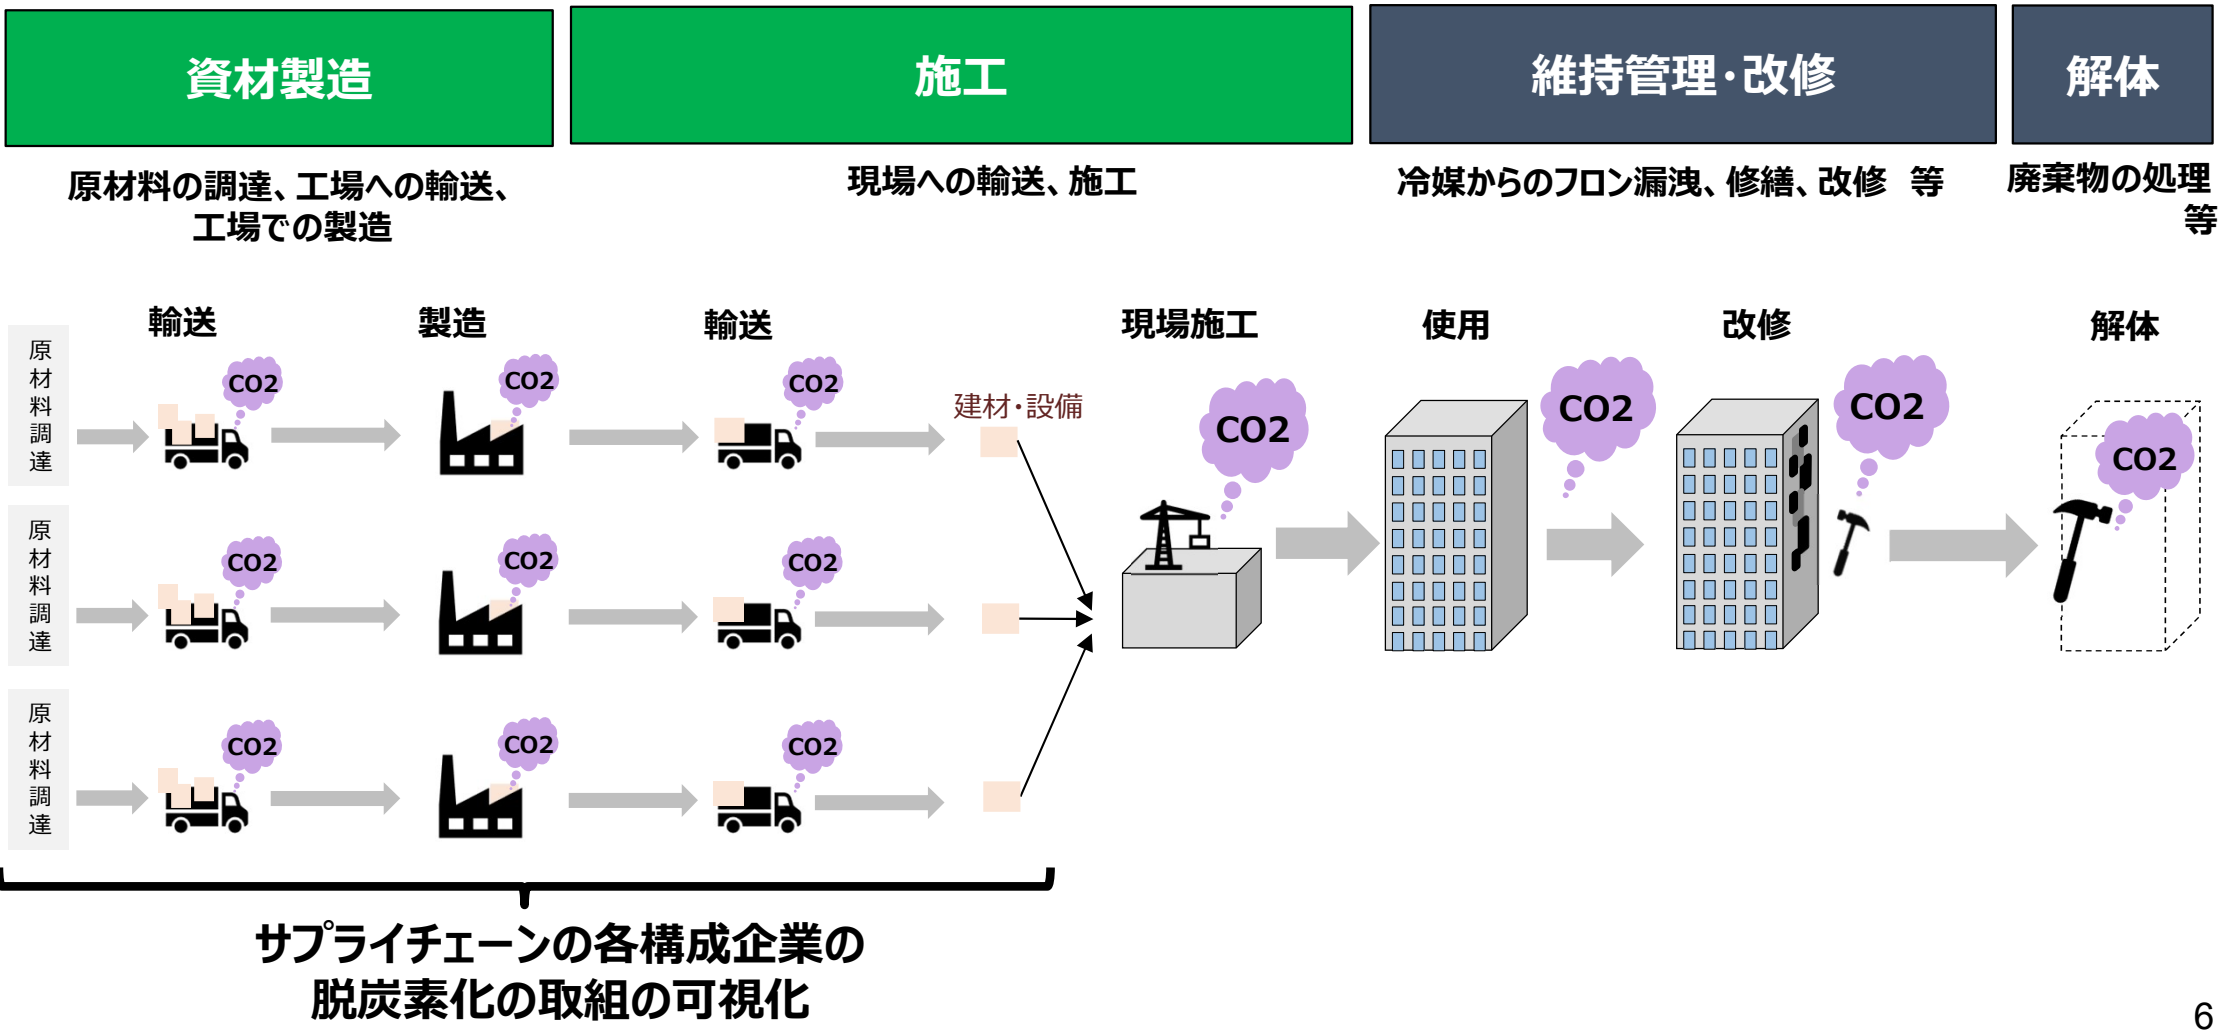 資材製造
施工
維持管理・改修
解体
原材料の調達、工場への輸送、
工場での製造
現場への輸送、施工
冷媒からのフロン漏洩、修繕、改修　等
廃棄物の処理
等
輸送
製造
輸送
現場施工
使用
改修
解体
原材料調達
CO2
CO2
CO2
建材・設備
CO2
CO2
CO2
CO2
原材料調達
CO2
CO2
CO2
原材料調達
CO2
CO2
CO2
サプライチェーンの各構成企業の
脱炭素化の取組の可視化
6